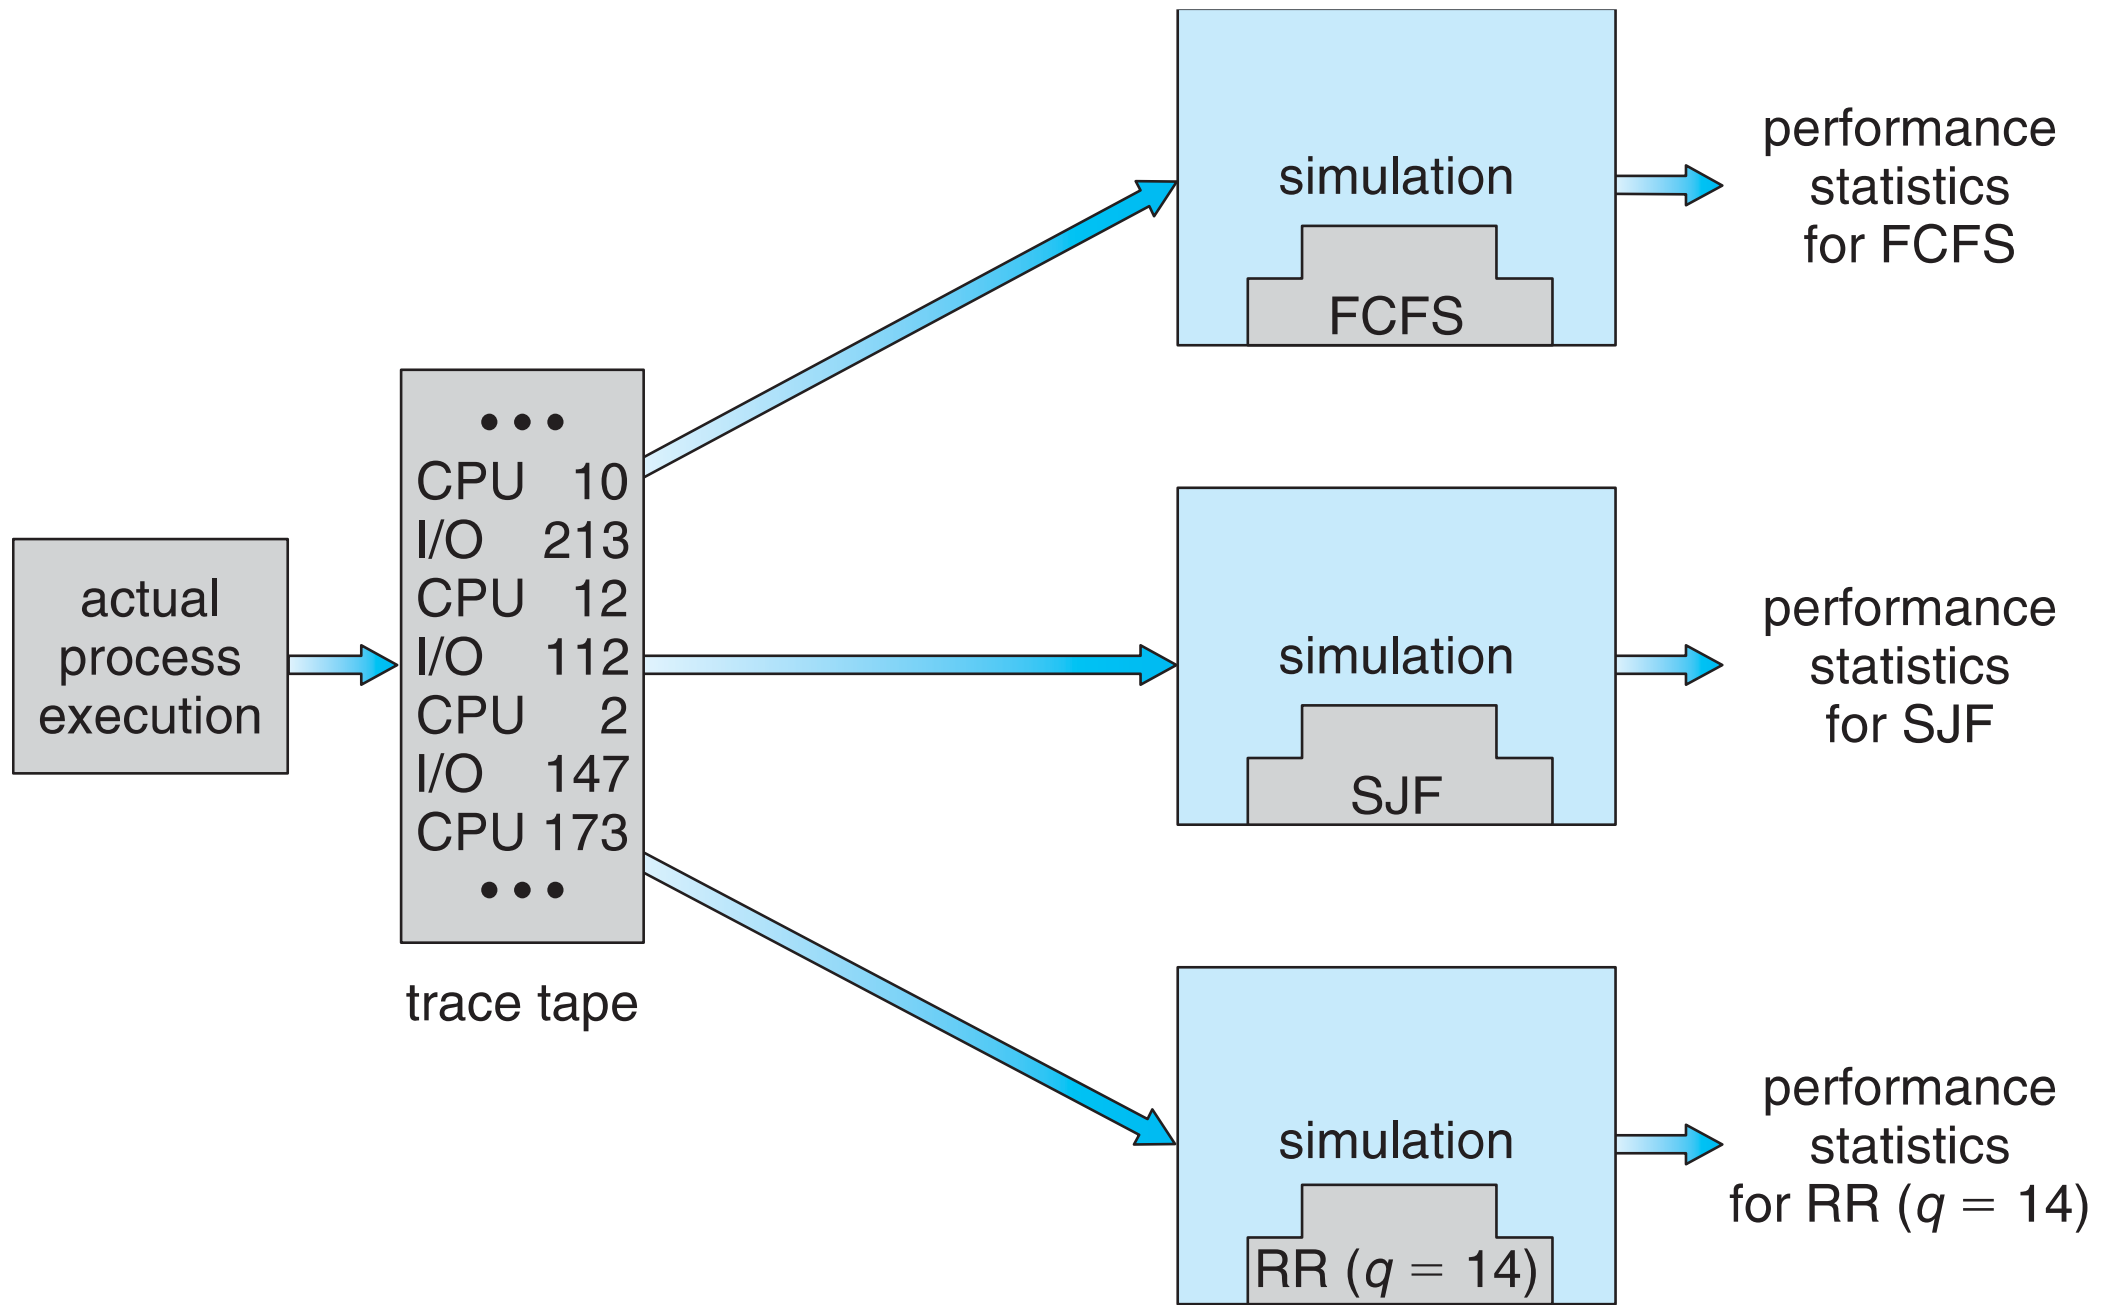 actual
process
execution
• • •
CPU 10
I/O 213
CPU 12
I/O 112
CPU 2
I/O 147
CPU 173
• • •
trace tape
simulation
FCFS
performance
statistics
for FCFS
simulation
SJF
performance
statistics
for SJF
simulation
RR (q = 14)
performance
statistics
for RR (q = 14)